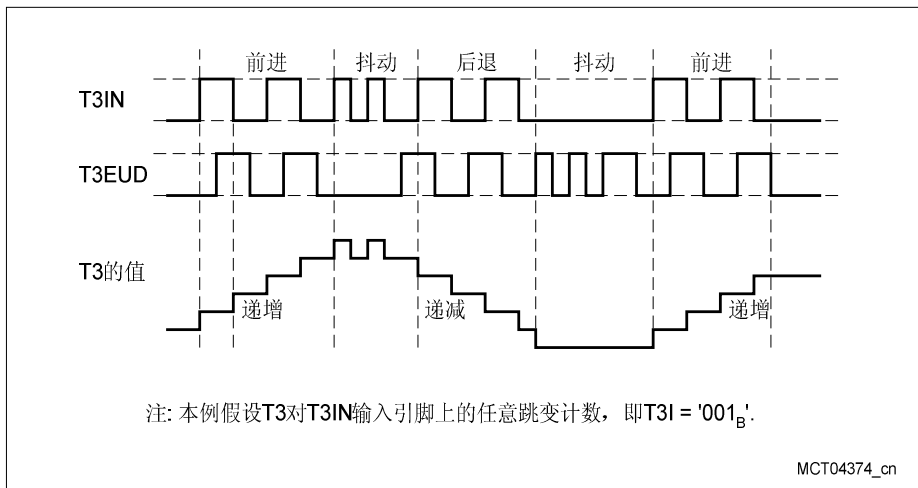 前进 抖动 后退 抖动 前进
T3IN
T3EUD
T3的值
递增 递减 递增
注: 本例假设T3对T3IN输入引脚上的任意跳变计数，即T3I = '001B'.
MCT04374_cn